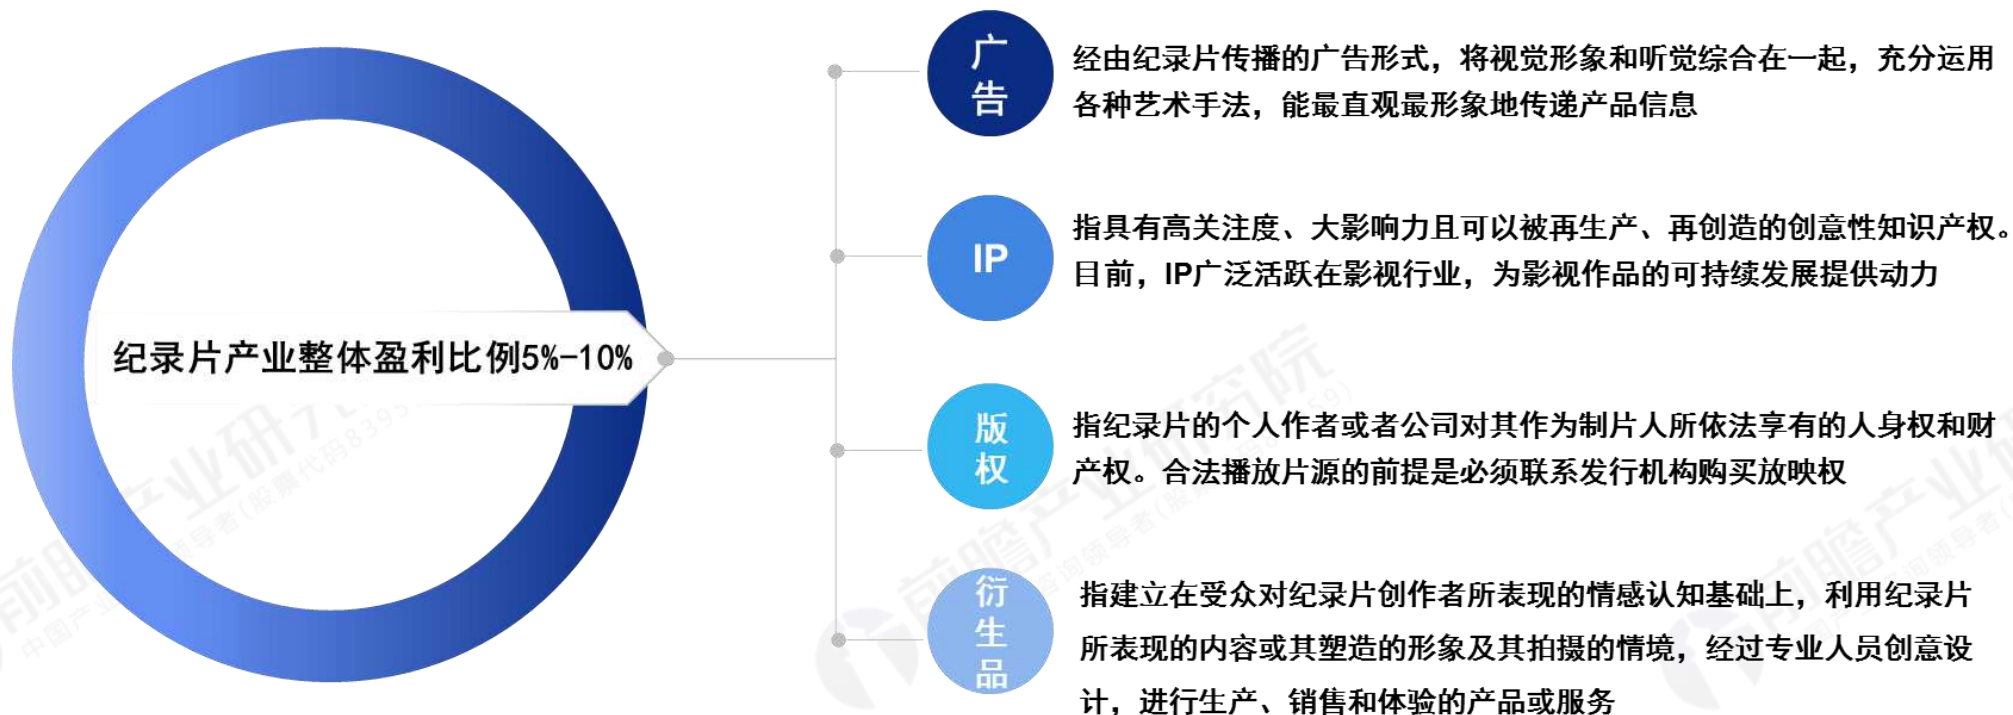 广告
经由纪录片传播的广告形式，将视觉形象和听觉综合在一起，充分运用
各种艺术手法，能最直观最形象地传递产品信息
IP
指具有高关注度、大影响力且可以被再生产、再创造的创意性知识产权。
目前，IP广泛活跃在影视行业，为影视作品的可持续发展提供动力
纪录片产业整体盈利比例5%-10%
版权
指纪录片的个人作者或者公司对其作为制片人所依法享有的人身权和财
产权。合法播放片源的前提是必须联系发行机构购买放映权
衍生品
指建立在受众对纪录片创作者所表现的情感认知基础上，利用纪录片
所表现的内容或其塑造的形象及其拍摄的情境，经过专业人员创意设
计，进行生产、销售和体验的产品或服务
前瞻产业研究院